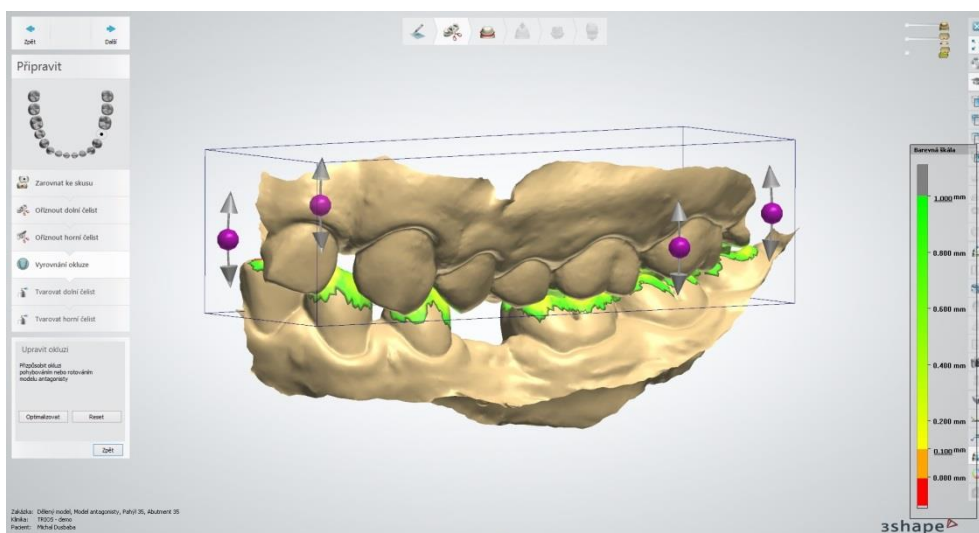 Zpět
Další
Připravit
Zarovnat ke skusu
Oříznout dolní čelist
Oříznout horní čelist
Vyrovnání okluze
Tvarovat dolní čelist
Tvarovat horní čelist
Upravit okluzi
Přizpůsobit okluzi
pohybováním nebo rotováním
modelu antagonisty
Optimalizovat
Reset
Zpět
Zakázka: Dělený model, Model antagonisty, Pahýl 35, Abutment 35
Klinika: TRIOS - demo
Pacient: Michal Dusbaba
Barevná škála
1.000 mm
0.800 mm
0.600 mm
0.400 mm
0.200 mm
0.100 mm
0.000 mm
3shape